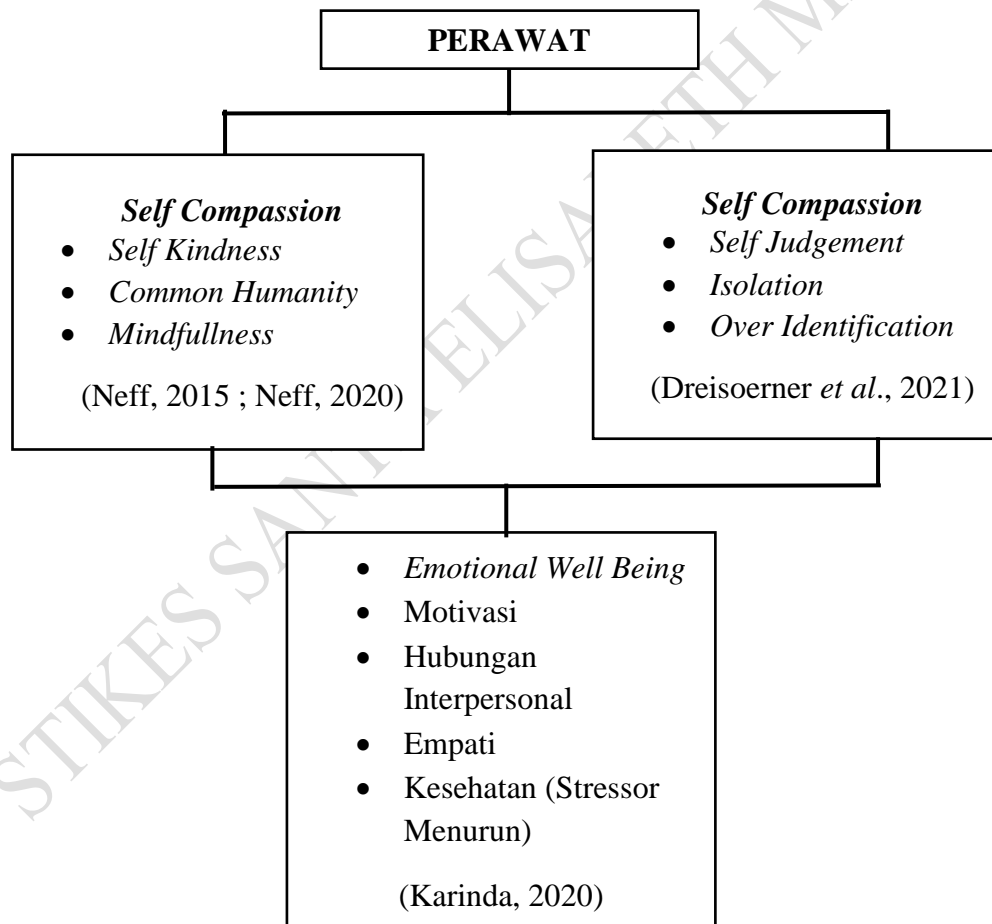 PERAWAT
Self Compassion
• Self Kindness
• Common Humanity
• Mindfullness
(Neff, 2015 ; Neff, 2020)
Self Compassion
• Self Judgement
• Isolation
• Over Identification
(Dreisoerner et al., 2021)
• Emotional Well Being
• Motivasi
• Hubungan
Interpersonal
• Empati
• Kesehatan (Stressor
Menurun)
(Karinda, 2020)
STIKES